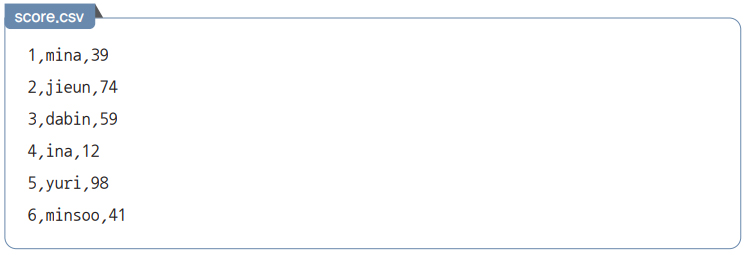 score.csv
1,mina,39
2,jieun,74
3,dabin,59
4,ina,12
5,yuri,98
6,minsoo,41